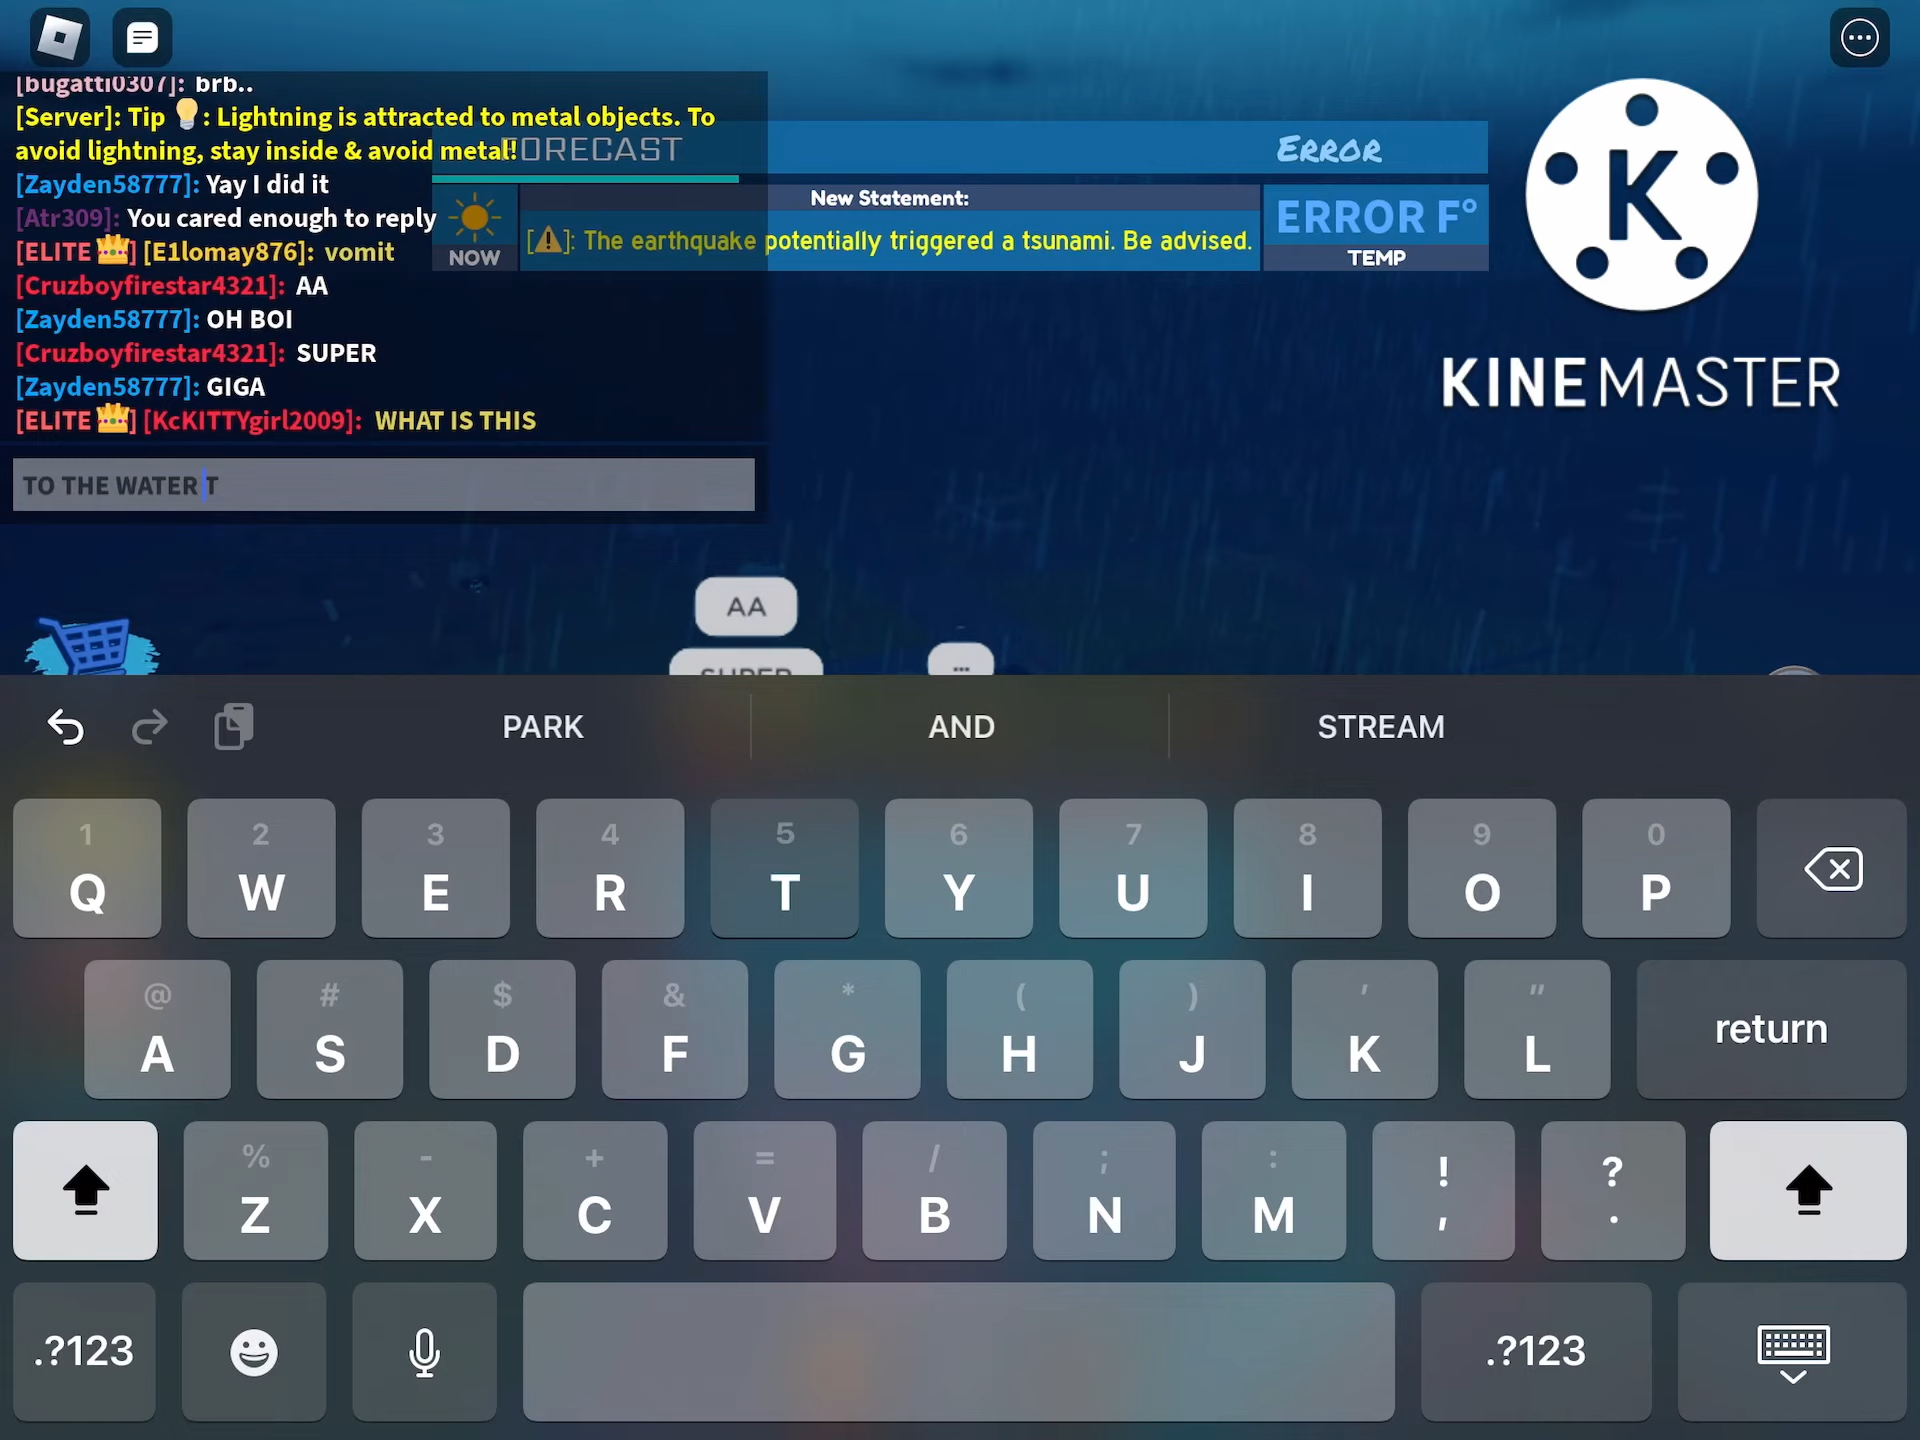 [bugatti0307]: brb..
[Server]: Tip 💡: Lightning is attracted to metal objects. To
avoid lightning, stay inside & avoid metal!
[Zayden58777]: Yay I did it
[Atr309]: You cared enough to reply
[ELITE 👑] [E1lomay876]: vomit
[Cruzboyfirestar4321]: AA
[Zayden58777]: OH BOI
[Cruzboyfirestar4321]: SUPER
[Zayden58777]: GIGA
[ELITE 👑] [KcKITTYgirl2009]: WHAT IS THIS
TO THE WATER T
FORECAST
ERROR
NOW
New Statement:
[⚠]: The earthquake potentially triggered a tsunami. Be advised.
ERROR F°
TEMP
K
KINEMASTER
AA
SUPER
...
PARK AND STREAM
1 2 3 4 5 6 7 8 9 0
Q W E R T Y U I O P
@ # $ & * ( ) ' "
A S D F G H J K L return
% - + = / ; : ! ?
Z X C V B N M , .
.?123 .?123